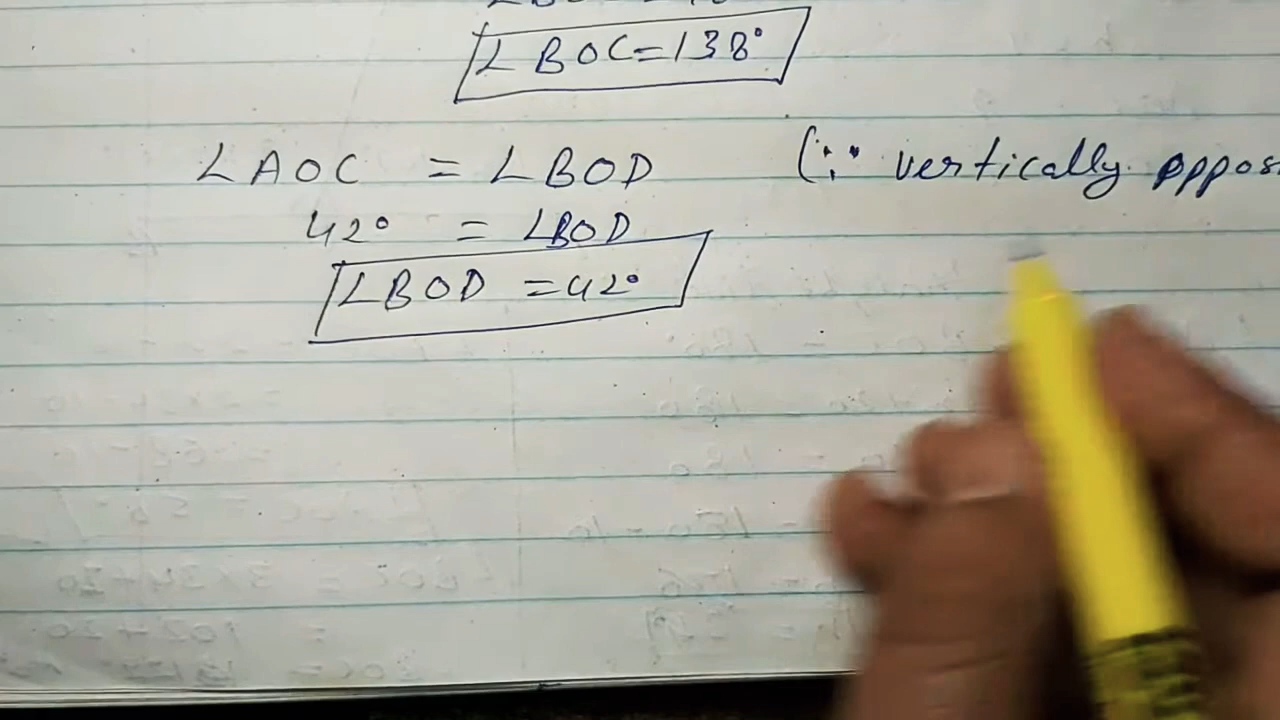 ∠BOC=138°
∠AOC = ∠BOD (∵ vertically oppos
42° = ∠BOD
∠BOD = 42°